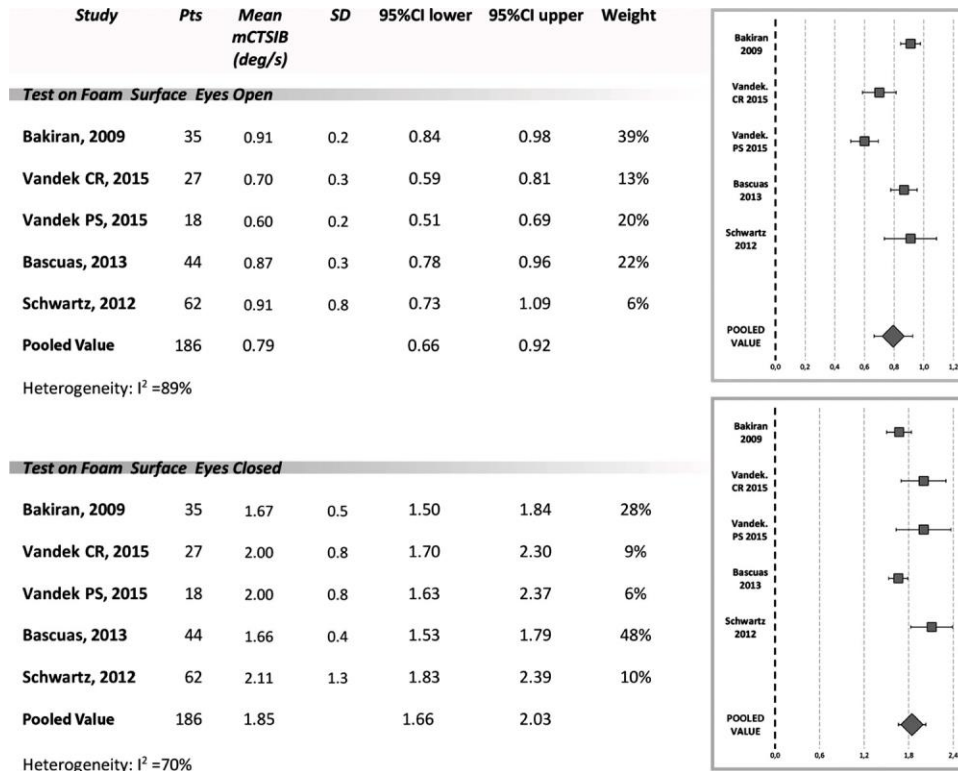 Study Pts Mean mCTSIB (deg/s) SD 95%CI lower 95%CI upper Weight
Test on Foam Surface Eyes Open
Bakiran, 2009 35 0.91 0.2 0.84 0.98 39%
Vandek CR, 2015 27 0.70 0.3 0.59 0.81 13%
Vandek PS, 2015 18 0.60 0.2 0.51 0.69 20%
Bascuas, 2013 44 0.87 0.3 0.78 0.96 22%
Schwartz, 2012 62 0.91 0.8 0.73 1.09 6%
Pooled Value 186 0.79 0.66 0.92
Heterogeneity: I² =89%
Bakiran
2009
Vandek.
CR 2015
Vandek.
PS 2015
Bascuas
2013
Schwartz
2012
POOLED
VALUE
0,0 0,2 0,4 0,6 0,8 1,0 1,2
Test on Foam Surface Eyes Closed
Bakiran, 2009 35 1.67 0.5 1.50 1.84 28%
Vandek CR, 2015 27 2.00 0.8 1.70 2.30 9%
Vandek PS, 2015 18 2.00 0.8 1.63 2.37 6%
Bascuas, 2013 44 1.66 0.4 1.53 1.79 48%
Schwartz, 2012 62 2.11 1.3 1.83 2.39 10%
Pooled Value 186 1.85 1.66 2.03
Heterogeneity: I² =70%
Bakiran
2009
Vandek.
CR 2015
Vandek.
PS 2015
Bascuas
2013
Schwartz
2012
POOLED
VALUE
0,0 0,6 1,2 1,8 2,4